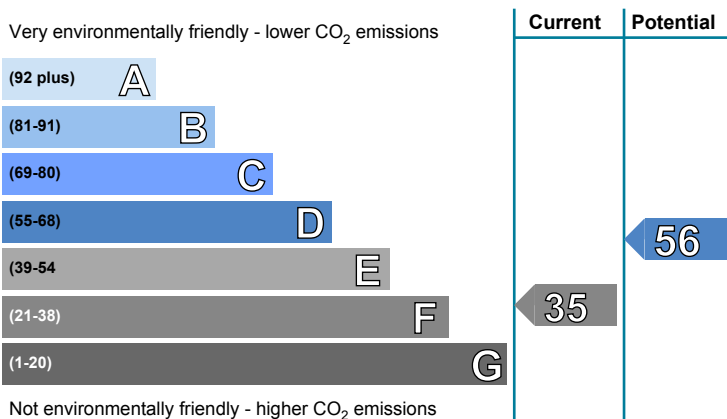 Current Potential
Very environmentally friendly - lower CO2 emissions
(92 plus) A
(81-91) B
(69-80) C
(55-68) D
56
(39-54 E
(21-38) F
35
(1-20) G
Not environmentally friendly - higher CO2 emissions